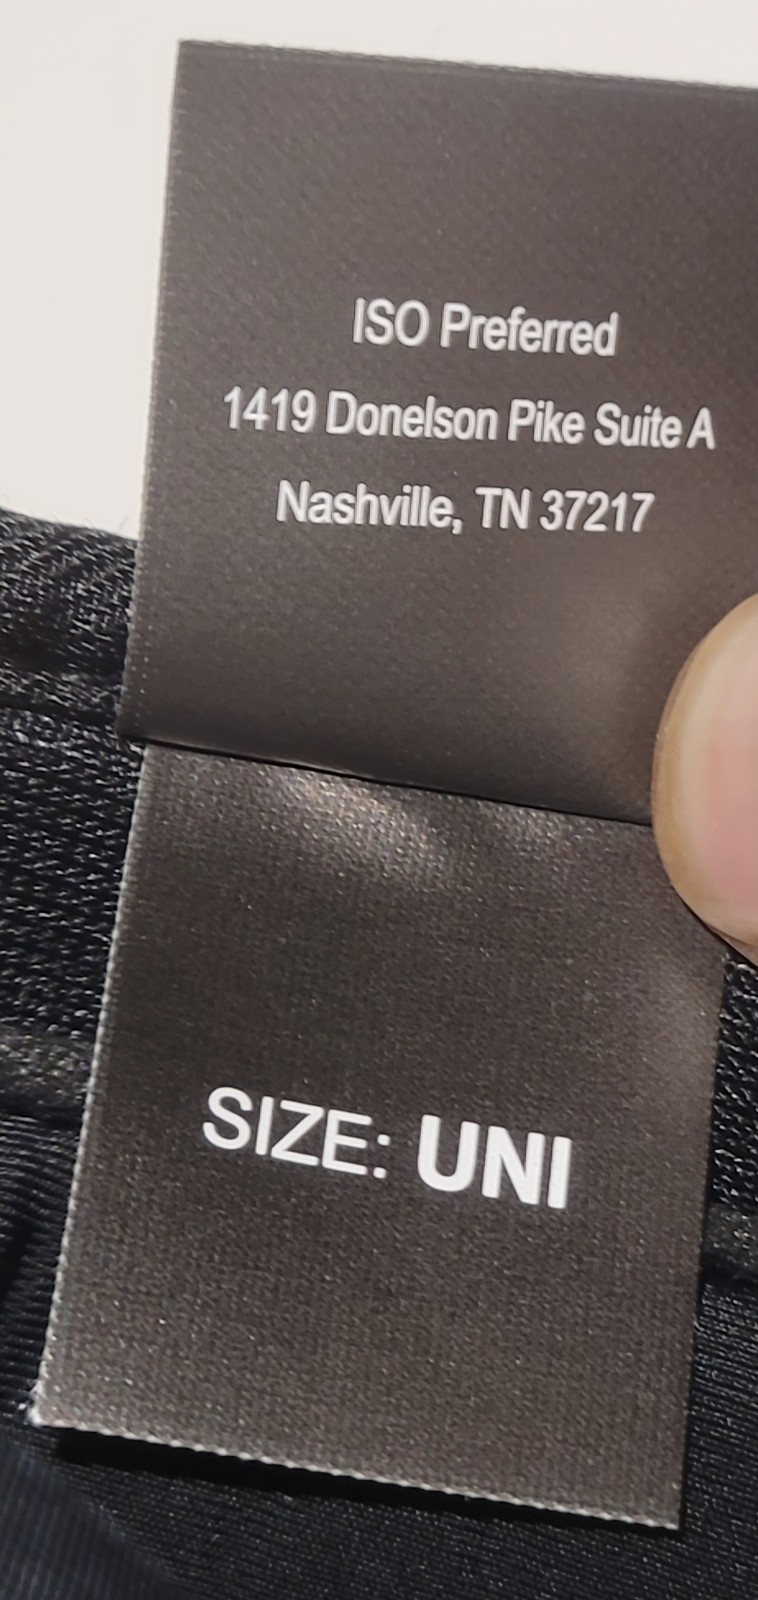 ISO Preferred
1419 Donelson Pike Suite A
Nashville, TN 37217
SIZE: UNI